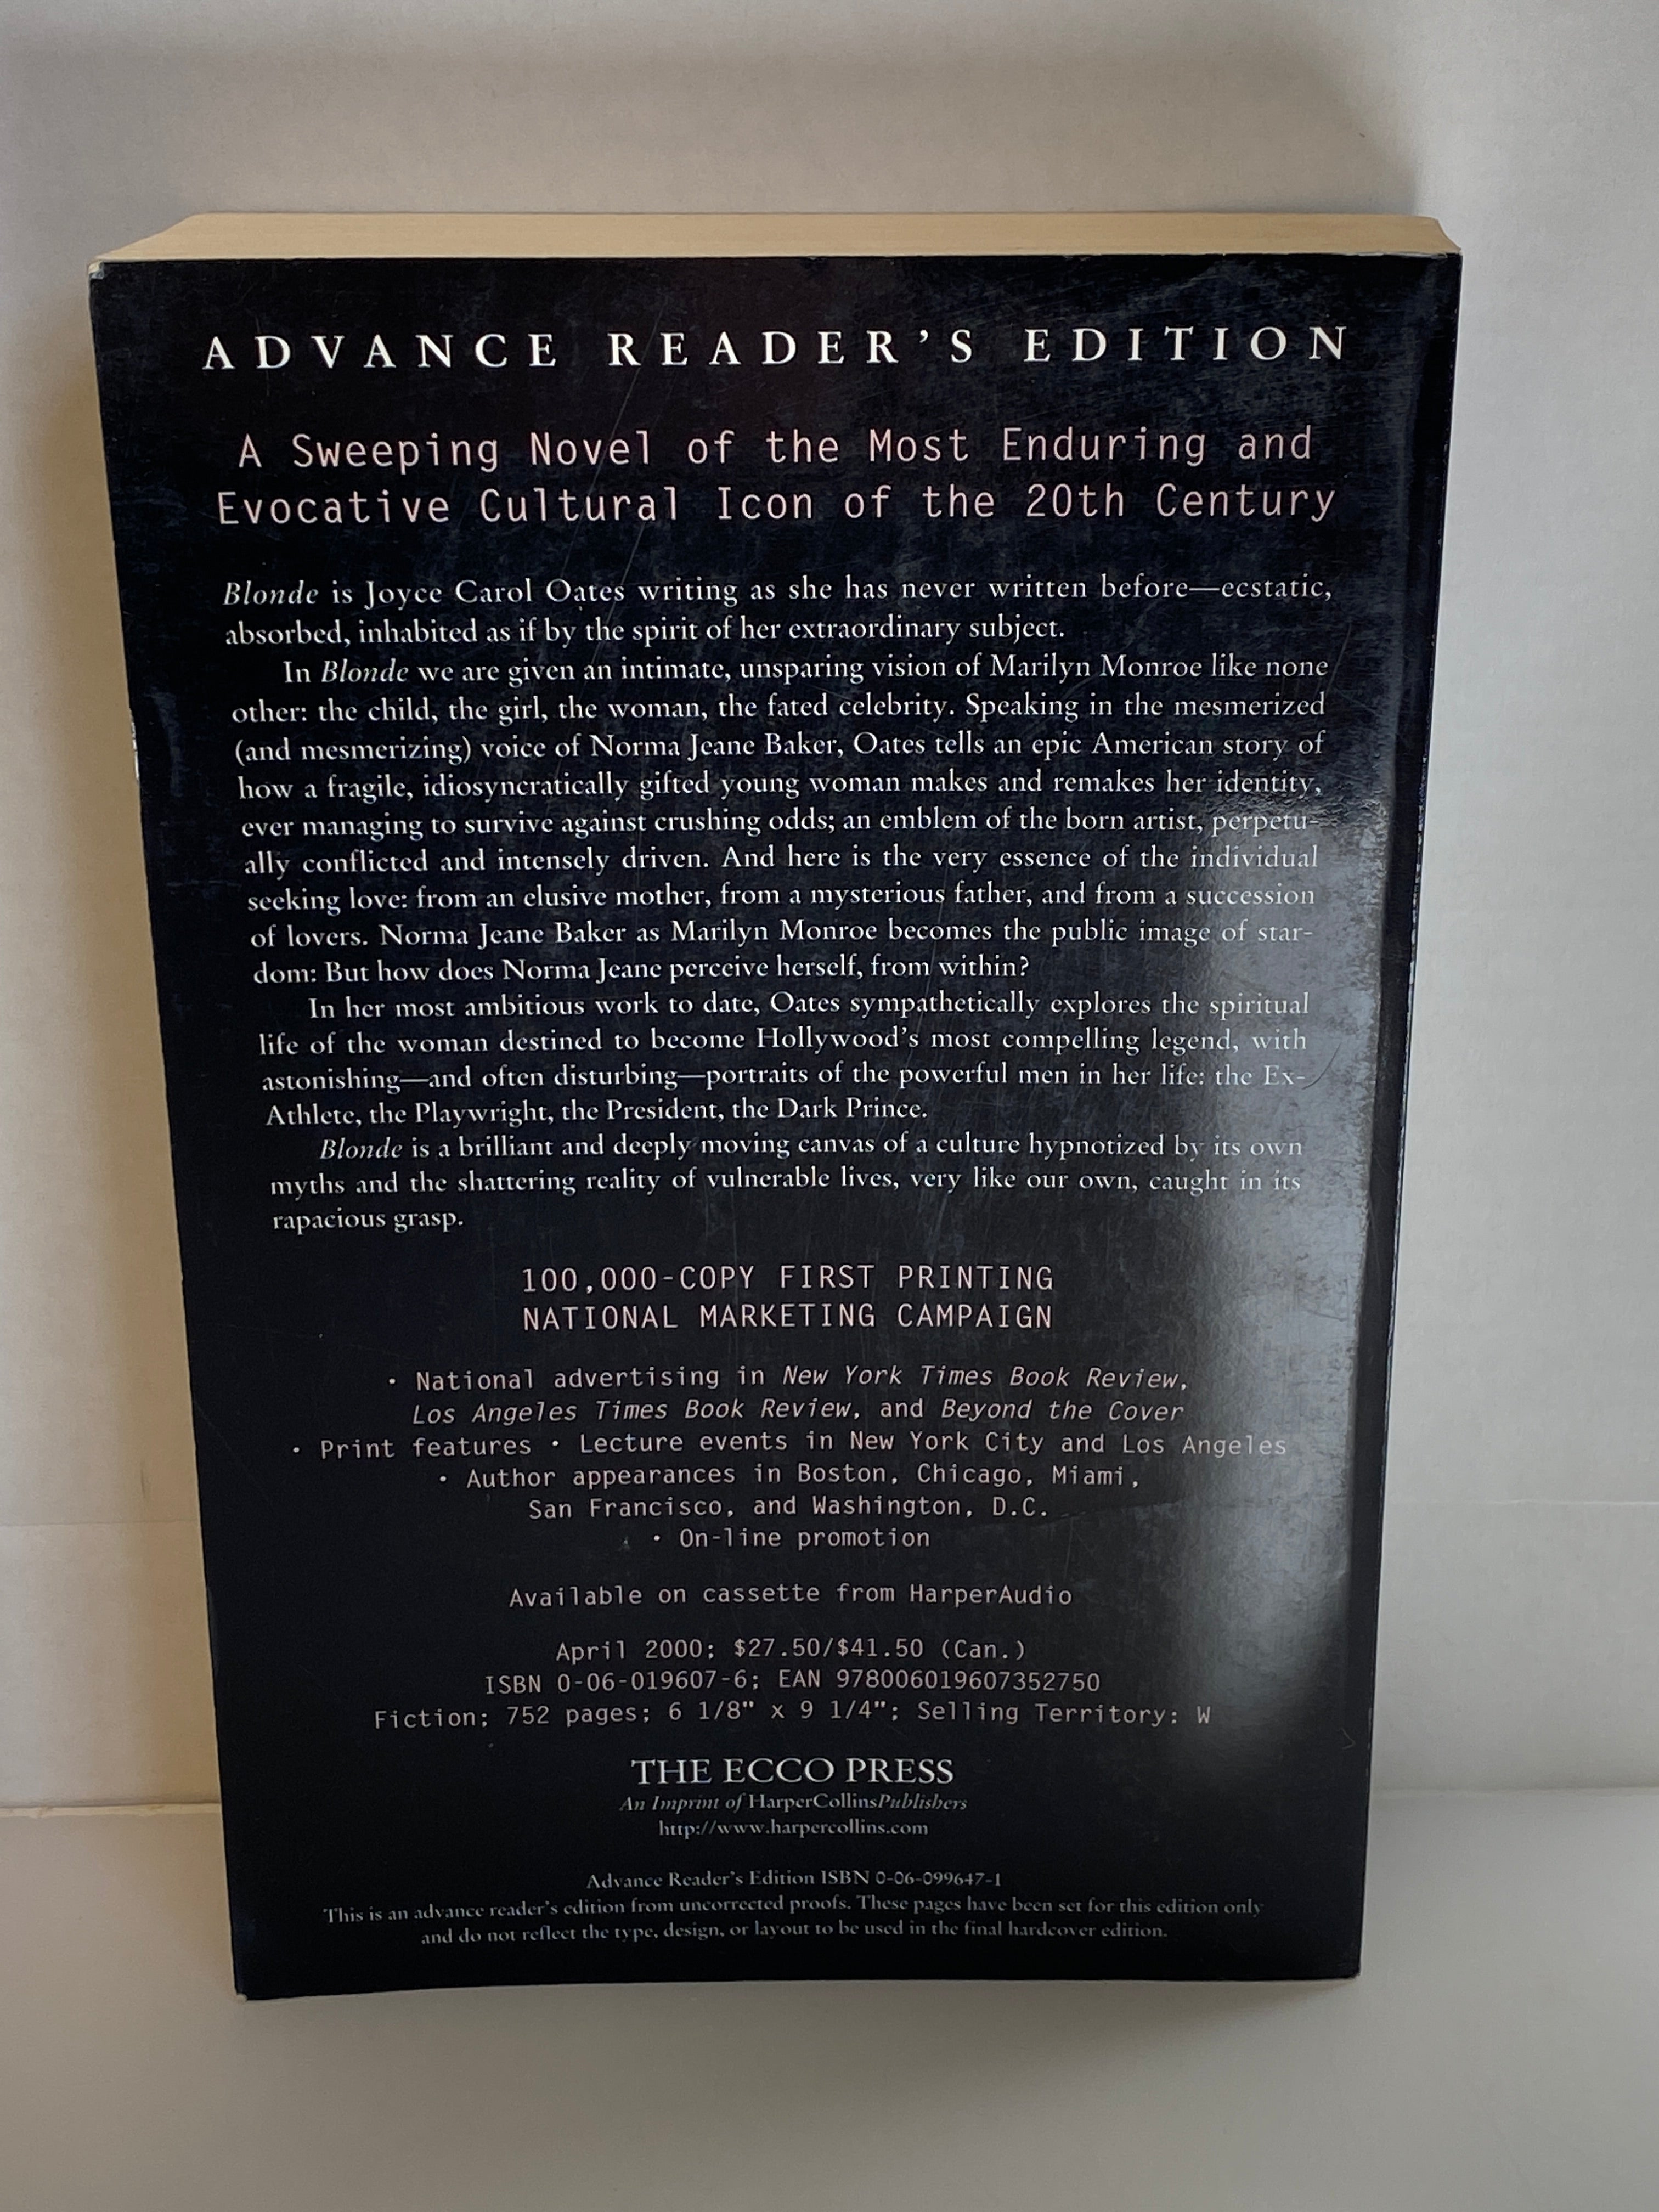 ADVANCE READER’S EDITION
A Sweeping Novel of the Most Enduring and
Evocative Cultural Icon of the 20th Century
Blonde is Joyce Carol Oates writing as she has never written before—ecstatic,
absorbed, inhabited as if by the spirit of her extraordinary subject.
In Blonde we are given an intimate, unsparing vision of Marilyn Monroe like none
other: the child, the girl, the woman, the fated celebrity. Speaking in the mesmerized
(and mesmerizing) voice of Norma Jeane Baker, Oates tells an epic American story of
how a fragile, idiosyncratically gifted young woman makes and remakes her identity,
ever managing to survive against crushing odds; an emblem of the born artist, perpetu-
ally conflicted and intensely driven. And here is the very essence of the individual
seeking love: from an elusive mother, from a mysterious father, and from a succession
of lovers. Norma Jeane Baker as Marilyn Monroe becomes the public image of star-
dom: But how does Norma Jeane perceive herself, from within?
In her most ambitious work to date, Oates sympathetically explores the spiritual
life of the woman destined to become Hollywood’s most compelling legend, with
astonishing—and often disturbing—portraits of the powerful men in her life: the Ex-
Athlete, the Playwright, the President, the Dark Prince.
Blonde is a brilliant and deeply moving canvas of a culture hypnotized by its own
myths and the shattering reality of vulnerable lives, very like our own, caught in its
rapacious grasp.
100,000-COPY FIRST PRINTING
NATIONAL MARKETING CAMPAIGN
• National advertising in New York Times Book Review,
Los Angeles Times Book Review, and Beyond the Cover
• Print features • Lecture events in New York City and Los Angeles
• Author appearances in Boston, Chicago, Miami,
San Francisco, and Washington, D.C.
• On-line promotion
Available on cassette from HarperAudio
April 2000; $27.50/$41.50 (Can.)
ISBN 0-06-019607-6; EAN 978006019607352750
Fiction; 752 pages; 6 1/8" x 9 1/4"; Selling Territory: W
THE ECCO PRESS
An Imprint of HarperCollinsPublishers
http://www.harpercollins.com
Advance Reader’s Edition ISBN 0-06-099647-1
This is an advance reader’s edition from uncorrected proofs. These pages have been set for this edition only
and do not reflect the type, design, or layout to be used in the final hardcover edition.